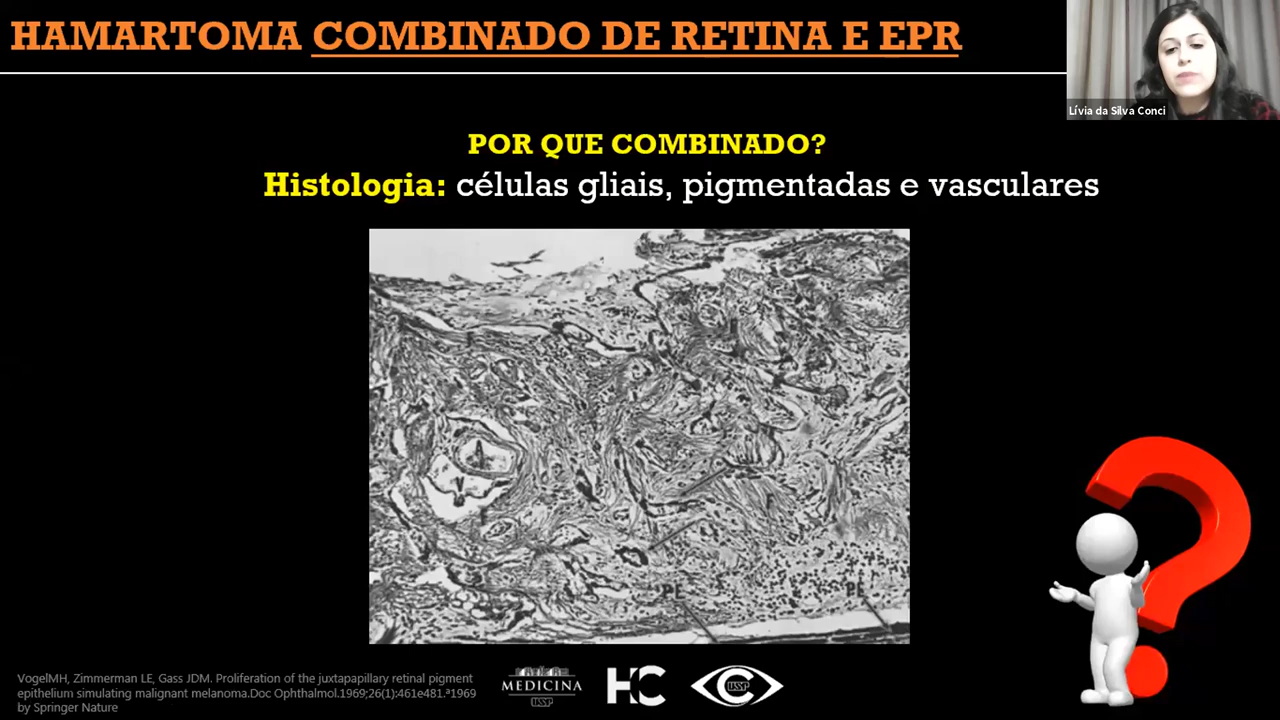 HAMARTOMA COMBINADO DE RETINA E EPR
Lívia da Silva Conci
POR QUE COMBINADO?
Histologia: células gliais, pigmentadas e vasculares
PE
PE
VogelMH, Zimmerman LE, Gass JDM. Proliferation of the juxtapapillary retinal pigment
epithelium simulating malignant melanoma.Doc Ophthalmol.1969;26(1):461e481.ª1969
by Springer Nature
MEDICINA
USP
HC
USP